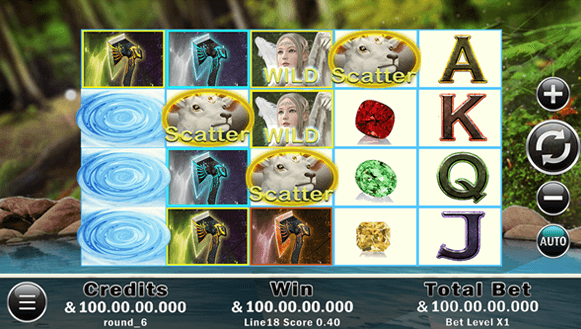 WILD
Scatter
A
Scatter
WILD
K
Scatter
Q
J
AUTO
Credits
Win
Total Bet
& 100.00.00.000
& 100.00.00.000
& 100.00.00.000
round_6
Line18 Score 0.40
Bet Level X1